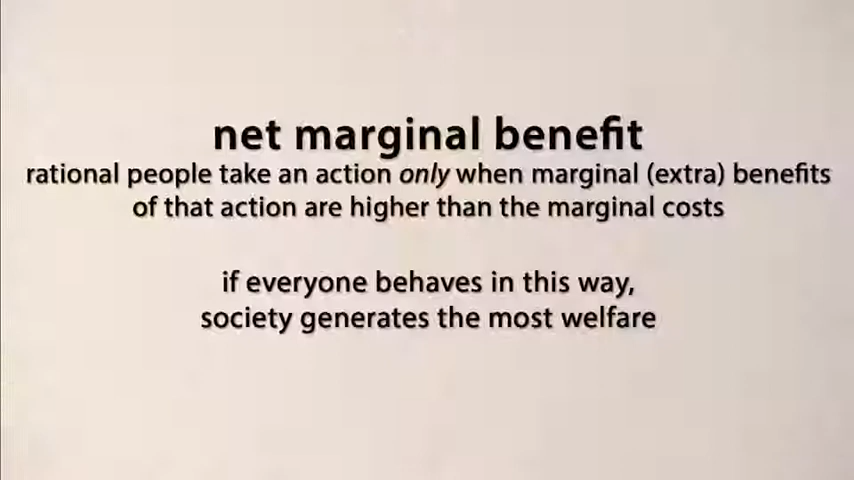 net marginal benefit
rational people take an action only when marginal (extra) benefits
of that action are higher than the marginal costs
if everyone behaves in this way,
society generates the most welfare